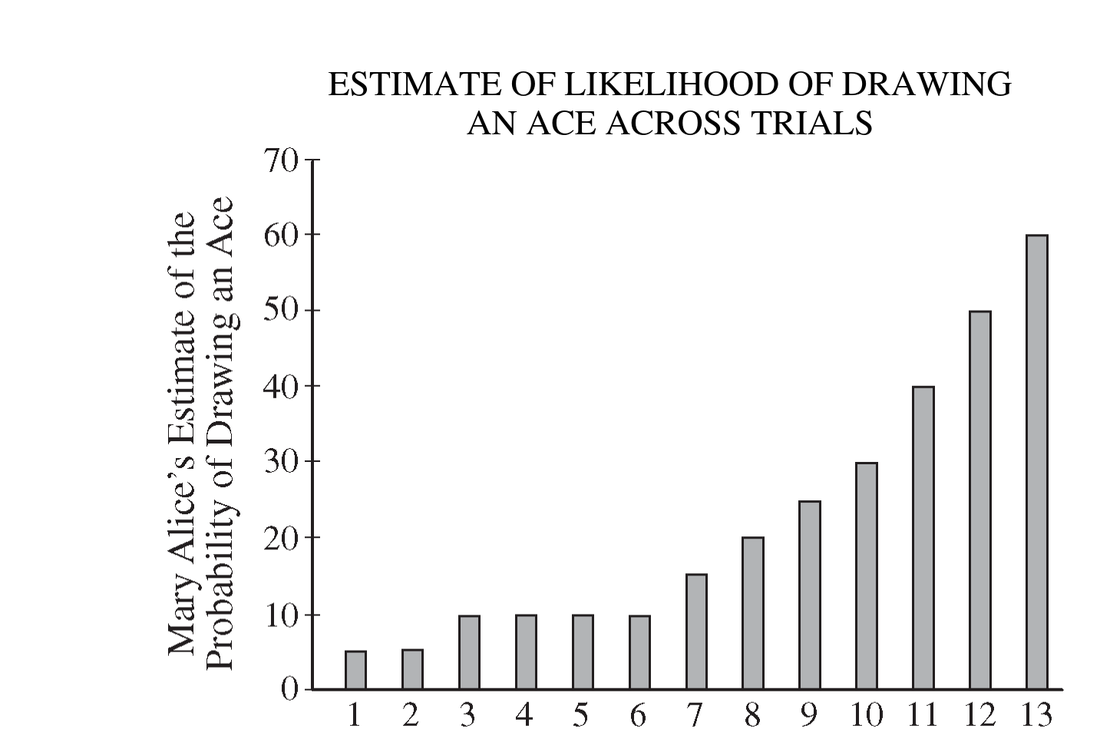 ESTIMATE OF LIKELIHOOD OF DRAWING
AN ACE ACROSS TRIALS
Mary Alice’s Estimate of the
Probability of Drawing an Ace
70
60
50
40
30
20
10
0
1 2 3 4 5 6 7 8 9 10 11 12 13